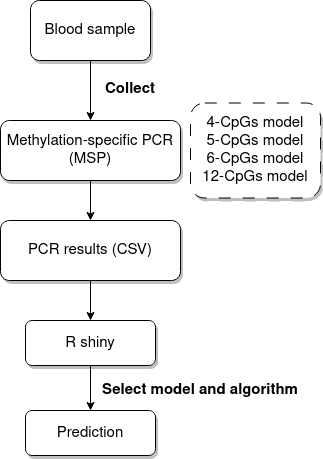 Blood sample
Collect
Methylation-specific PCR
(MSP)
4-CpGs model
5-CpGs model
6-CpGs model
12-CpGs model
PCR results (CSV)
R shiny
Select model and algorithm
Prediction